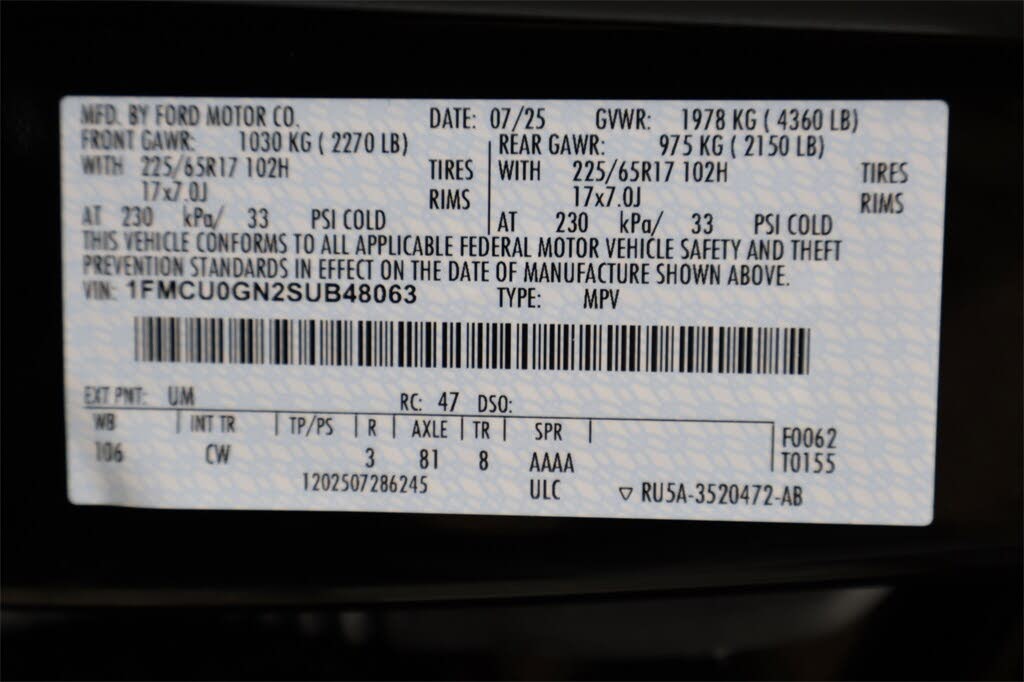 MFD. BY FORD MOTOR CO. DATE: 07/25 GVWR: 1978 KG ( 4360 LB)
FRONT GAWR: 1030 KG ( 2270 LB) REAR GAWR: 975 KG ( 2150 LB)
WITH 225/65R17 102H TIRES WITH 225/65R17 102H TIRES
17x7.0J RIMS 17x7.0J RIMS
AT 230 kPa/ 33 PSI COLD AT 230 kPa/ 33 PSI COLD
THIS VEHICLE CONFORMS TO ALL APPLICABLE FEDERAL MOTOR VEHICLE SAFETY AND THEFT
PREVENTION STANDARDS IN EFFECT ON THE DATE OF MANUFACTURE SHOWN ABOVE.
VIN: 1FMCU0GN2SUB48063 TYPE: MPV
EXT PNT: UM RC: 47 DSO:
WB INT TR TP/PS R AXLE TR SPR F0062
106 CW 3 81 8 AAAA T0155
1202507286245 ULC ▽ RU5A-3520472-AB